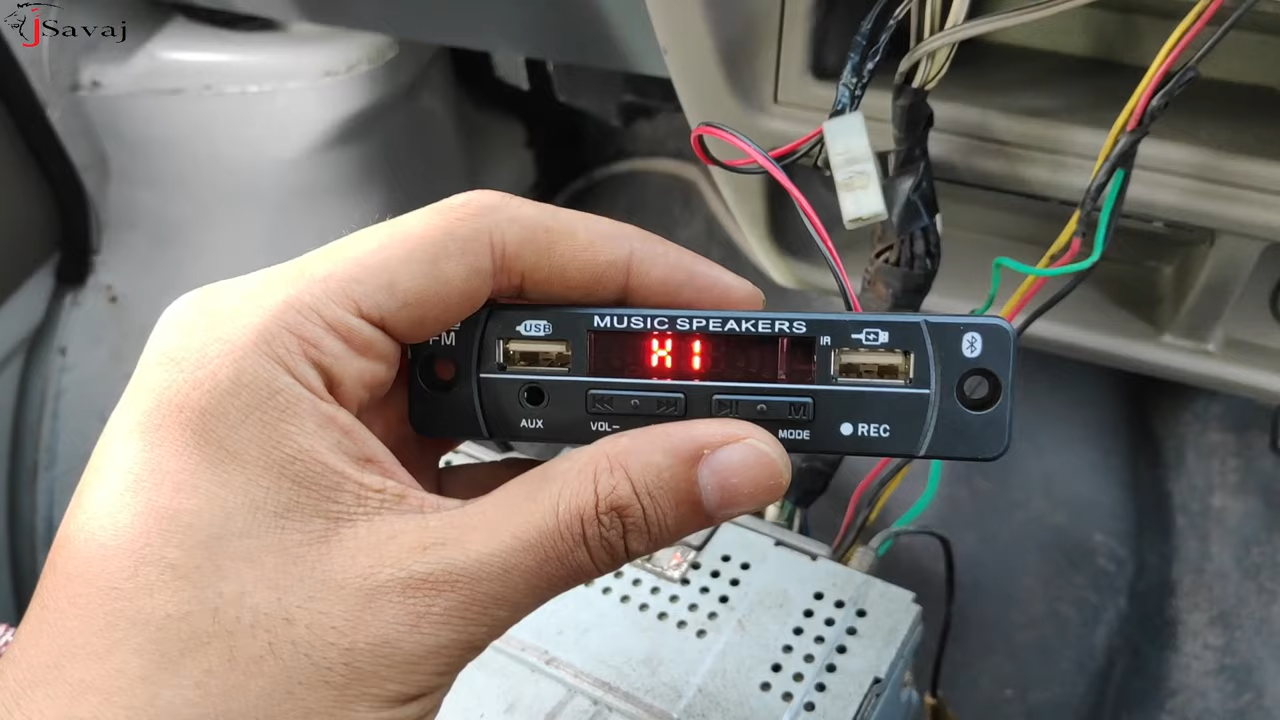 jSavaj
FM
USB
MUSIC SPEAKERS
IR
H1
AUX
VOL-
M
MODE
REC